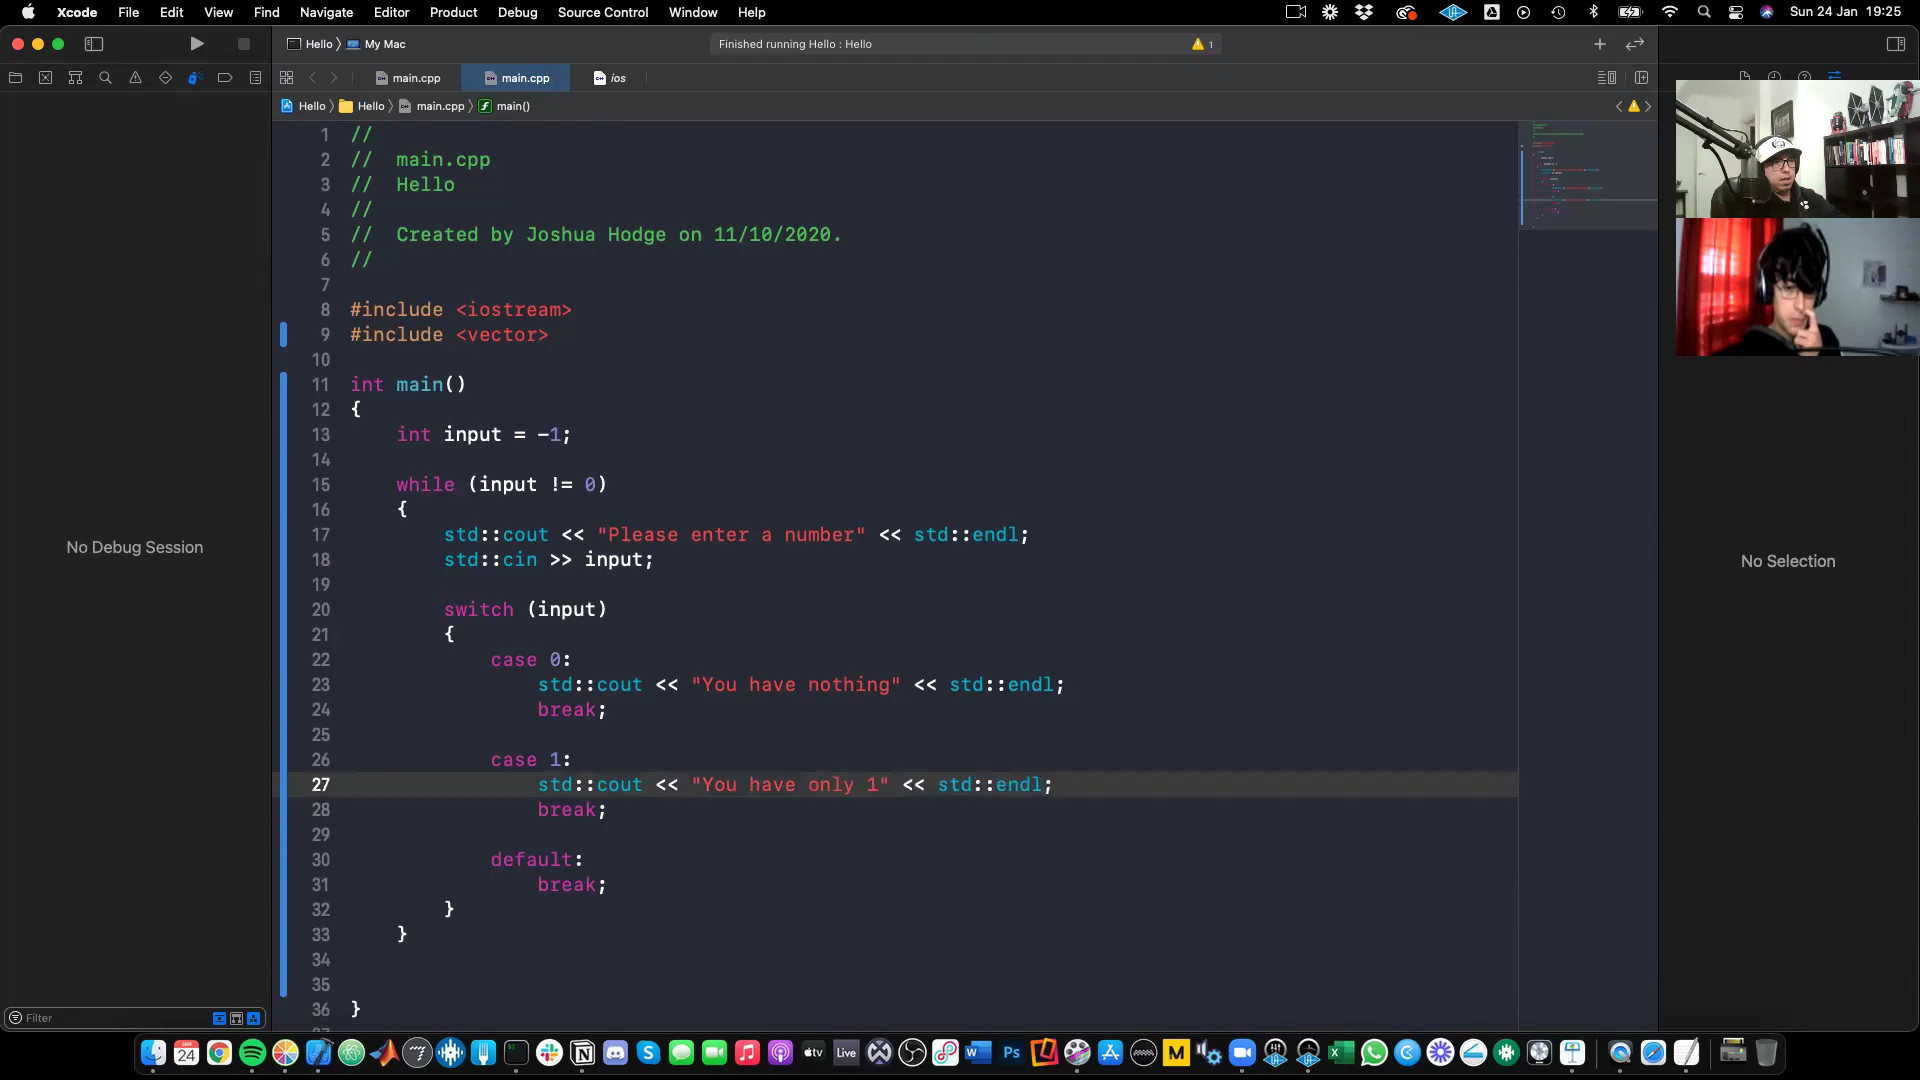 Xcode File Edit View Find Navigate Editor Product Debug Source Control Window Help Sun 24 Jan 19:25
Hello My Mac Finished running Hello : Hello 1
main.cpp main.cpp ios
Hello Hello main.cpp main()
1 //
2 // main.cpp
3 // Hello
4 //
5 // Created by Joshua Hodge on 11/10/2020.
6 //
7
8 #include <iostream>
9 #include <vector>
10
11 int main()
12 {
13 int input = -1;
14
15 while (input != 0)
16 {
17 std::cout << "Please enter a number" << std::endl;
18 std::cin >> input;
19
20 switch (input)
21 {
22 case 0:
23 std::cout << "You have nothing" << std::endl;
24 break;
25
26 case 1:
27 std::cout << "You have only 1" << std::endl;
28 break;
29
30 default:
31 break;
32 }
33 }
34
35
36 }
No Debug Session
No Selection
Filter
JAN
24
tv Live W Ps M X